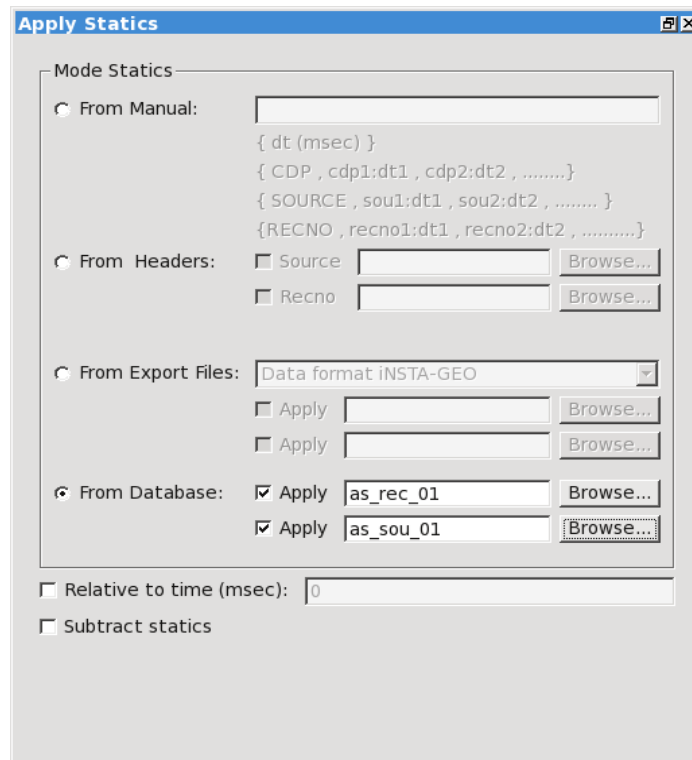 Apply Statics
Mode Statics
From Manual:
{ dt (msec) }
{ CDP , cdp1:dt1 , cdp2:dt2 , ........}
{ SOURCE , sou1:dt1 , sou2:dt2 , ........ }
{RECNO , recno1:dt1 , recno2:dt2 , ..........}
From Headers: Source Browse...
Recno Browse...
From Export Files: Data format iNSTA-GEO
Apply Browse...
Apply Browse...
From Database: Apply as_rec_01 Browse...
Apply as_sou_01 Browse...
Relative to time (msec): 0
Subtract statics